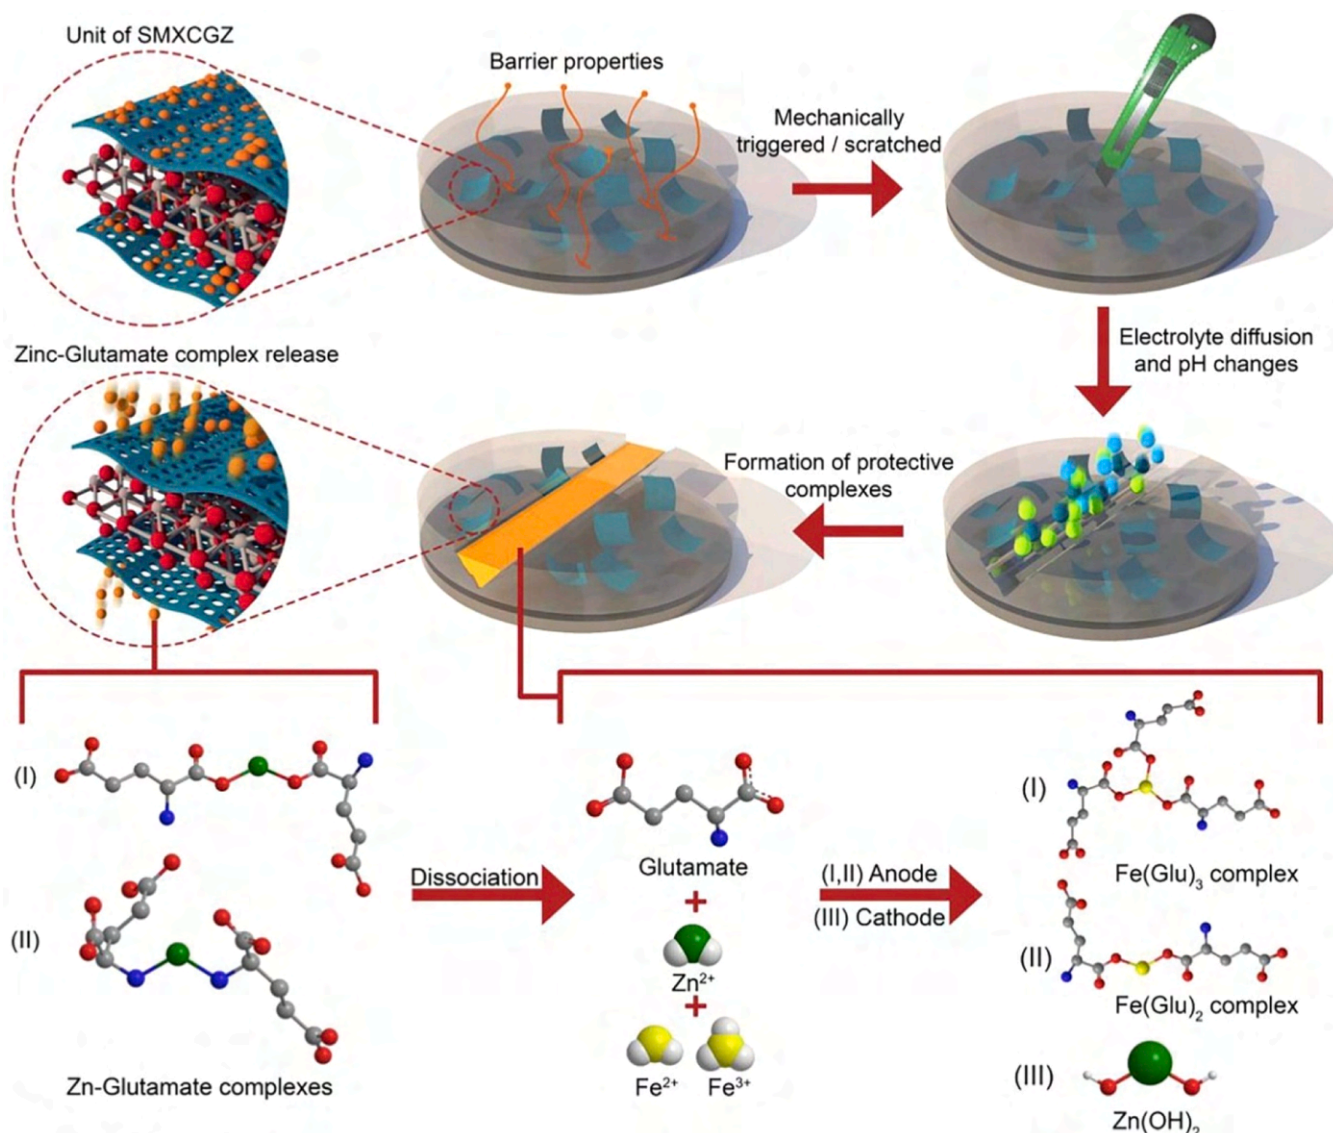 Unit of SMXCGZ
Barrier properties
Mechanically
triggered / scratched
Electrolyte diffusion
and pH changes
Zinc-Glutamate complex release
Formation of protective
complexes
(I)
(II)
Zn-Glutamate complexes
Dissociation
Glutamate
+
Zn²⁺
+
Fe²⁺ Fe³⁺
(I,II) Anode
(III) Cathode
(I)
Fe(Glu)₃ complex
(II)
Fe(Glu)₂ complex
(III)
Zn(OH)₂